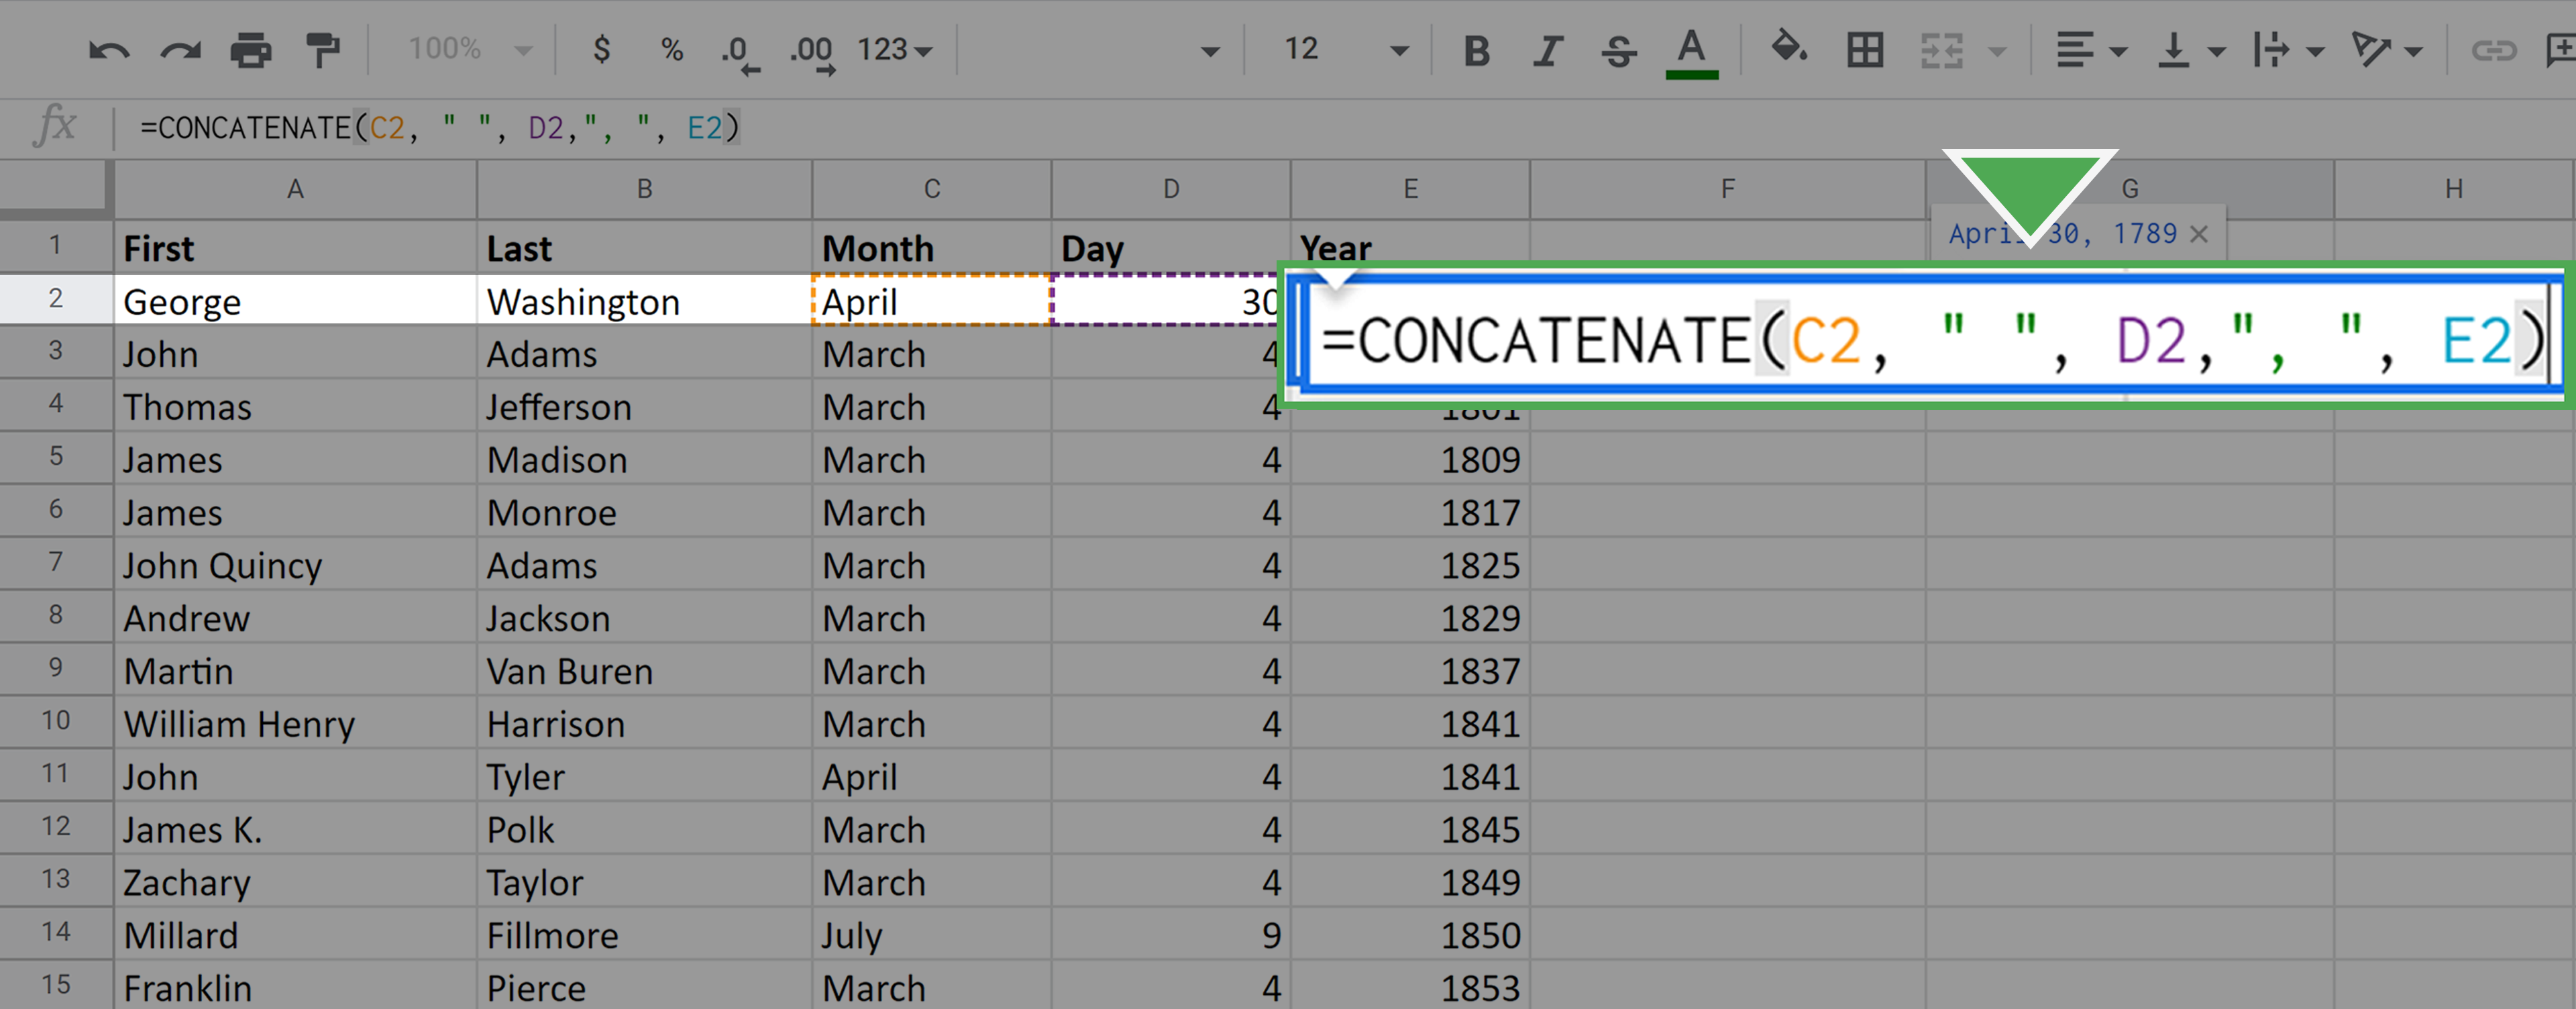 100% $ % .0 .00 123 12 B I S A
fx =CONCATENATE(C2, " ", D2,", ", E2)
A B C D E F G H
April 30, 1789 ×
1 First Last Month Day Year
2 George Washington April 30
=CONCATENATE(C2, " ", D2,", ", E2)
3 John Adams March 4
4 Thomas Jefferson March 4 1801
5 James Madison March 4 1809
6 James Monroe March 4 1817
7 John Quincy Adams March 4 1825
8 Andrew Jackson March 4 1829
9 Martin Van Buren March 4 1837
10 William Henry Harrison March 4 1841
11 John Tyler April 4 1841
12 James K. Polk March 4 1845
13 Zachary Taylor March 4 1849
14 Millard Fillmore July 9 1850
15 Franklin Pierce March 4 1853